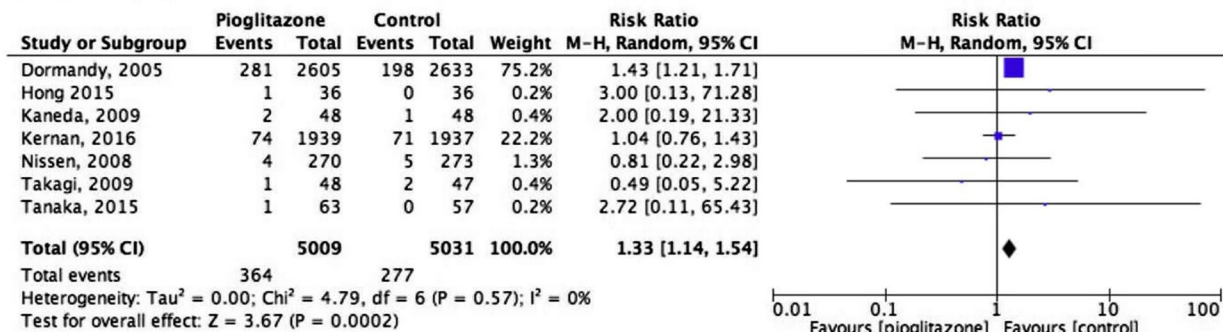 Pioglitazone Control Risk Ratio Risk Ratio
Study or Subgroup Events Total Events Total Weight M-H, Random, 95% CI M-H, Random, 95% CI
Dormandy, 2005 281 2605 198 2633 75.2% 1.43 [1.21, 1.71]
Hong 2015 1 36 0 36 0.2% 3.00 [0.13, 71.28]
Kaneda, 2009 2 48 1 48 0.4% 2.00 [0.19, 21.33]
Kernan, 2016 74 1939 71 1937 22.2% 1.04 [0.76, 1.43]
Nissen, 2008 4 270 5 273 1.3% 0.81 [0.22, 2.98]
Takagi, 2009 1 48 2 47 0.4% 0.49 [0.05, 5.22]
Tanaka, 2015 1 63 0 57 0.2% 2.72 [0.11, 65.43]
Total (95% CI) 5009 5031 100.0% 1.33 [1.14, 1.54]
Total events 364 277
Heterogeneity: Tau² = 0.00; Chi² = 4.79, df = 6 (P = 0.57); I² = 0%
Test for overall effect: Z = 3.67 (P = 0.0002)
0.01 0.1 1 10 100
Favours [pioglitazone] Favours [control]